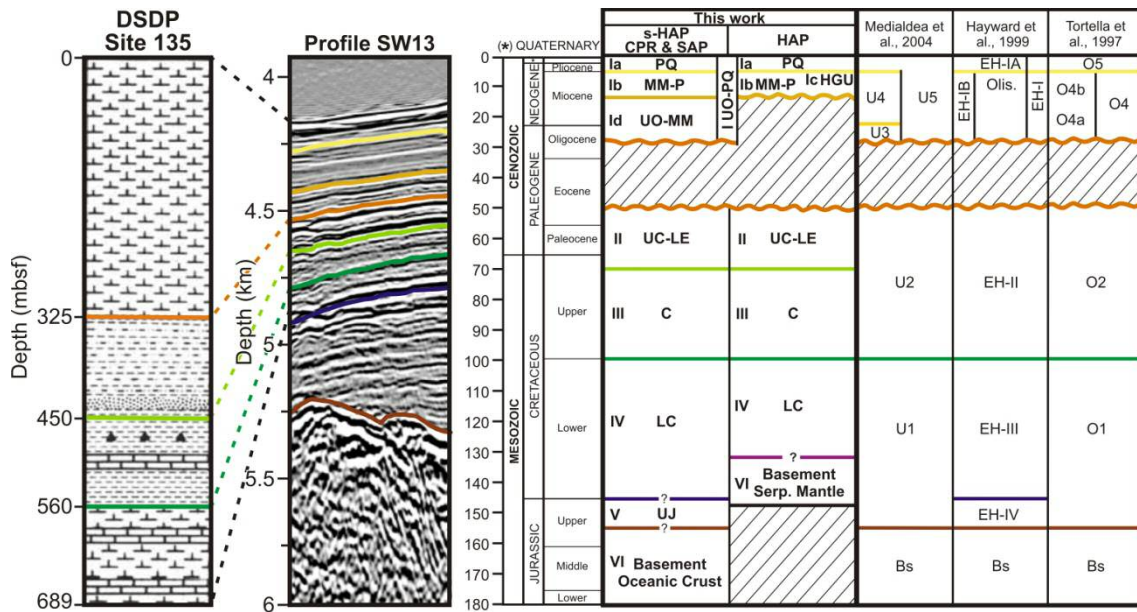 DSDP
Site 135
0
325
450
560
689
Depth (mbsf)
Profile SW13
4
4.5
5
5.5
6
Depth (km)
(*) QUATERNARY
0
10
20
30
40
50
60
70
80
90
100
110
120
130
140
150
160
170
180
CENOZOIC
MESOZOIC
NEOGENE
PALEOGENE
CRETACEOUS
JURASSIC
Pliocene
Miocene
Oligocene
Eocene
Paleocene
Upper
Lower
Upper
Middle
Lower
This work
s-HAP
CPR & SAP
HAP
Ia PQ
Ib MM-P
Id UO-MM
I UO-PQ
II UC-LE
III C
IV LC
?
V UJ
?
VI Basement
Oceanic Crust
Ia PQ
Ib MM-P Ic HGU
II UC-LE
III C
IV LC
?
VI Basement
Serp. Mantle
Medialdea et
al., 2004
U4
U5
U3
U2
U1
Bs
Hayward et
al., 1999
EH-IA
EH-IB
Olis.
EH-I
EH-II
EH-III
EH-IV
Bs
Tortella et
al., 1997
O5
O4b
O4
O4a
O2
O1
Bs